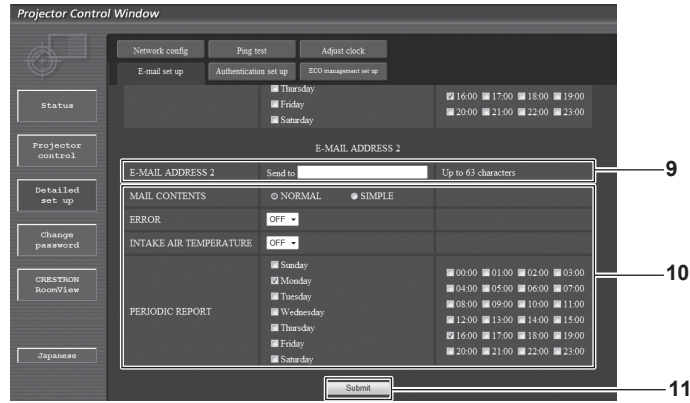 Projector Control Window
Network config Ping test Adjust clock
E-mail set up Authentication set up ECO management set up
Status
Projector control
Detailed set up
Change password
CRESTRON RoomView
Japanese
Thursday
Friday
Saturday
16:00 17:00 18:00 19:00
20:00 21:00 22:00 23:00
E-MAIL ADDRESS 2
E-MAIL ADDRESS 2 Send to Up to 63 characters
9
MAIL CONTENTS NORMAL SIMPLE
ERROR OFF
INTAKE AIR TEMPERATURE OFF
PERIODIC REPORT
Sunday
Monday
Tuesday
Wednesday
Thursday
Friday
Saturday
00:00 01:00 02:00 03:00
04:00 05:00 06:00 07:00
08:00 09:00 10:00 11:00
12:00 13:00 14:00 15:00
16:00 17:00 18:00 19:00
20:00 21:00 22:00 23:00
10
Submit
11